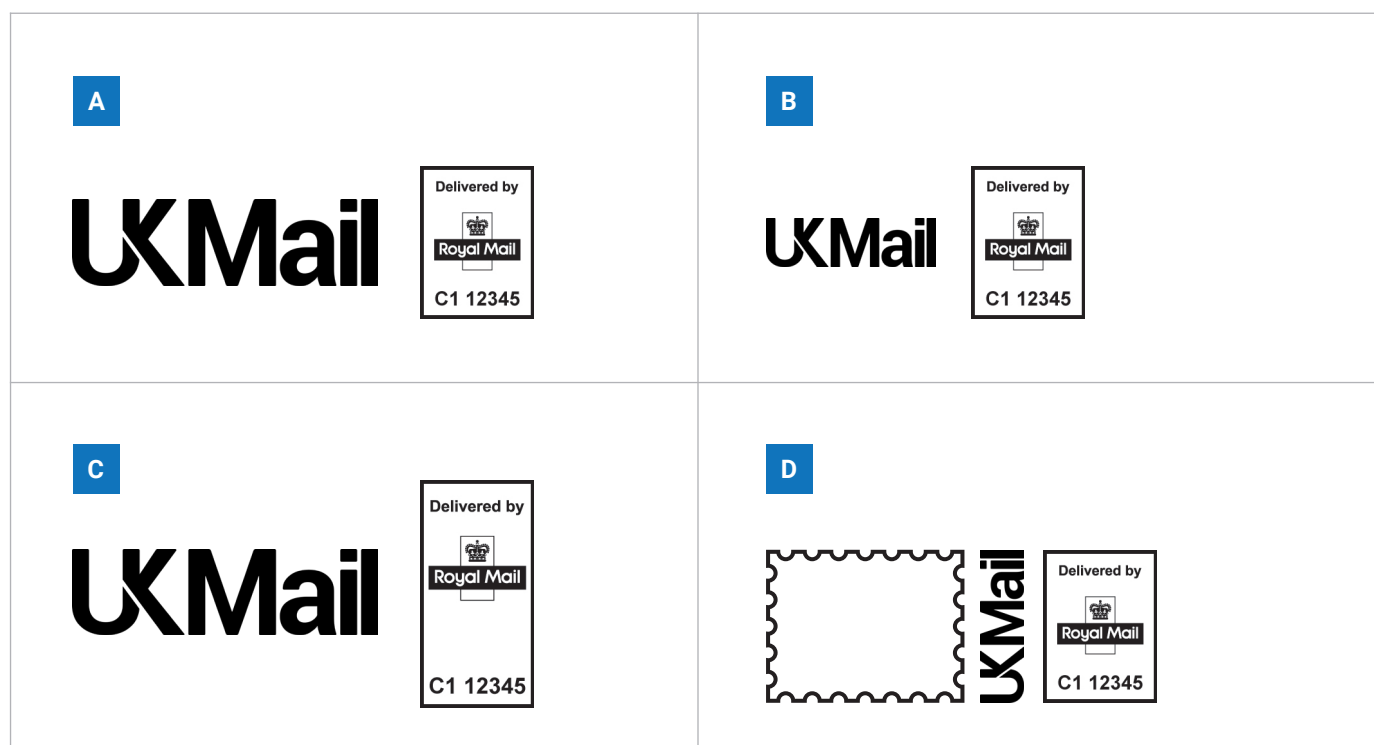 A
UKMail
Delivered by
Royal Mail
C1 12345
B
UKMail
Delivered by
Royal Mail
C1 12345
C
UKMail
Delivered by
Royal Mail
C1 12345
D
UKMail
Delivered by
Royal Mail
C1 12345